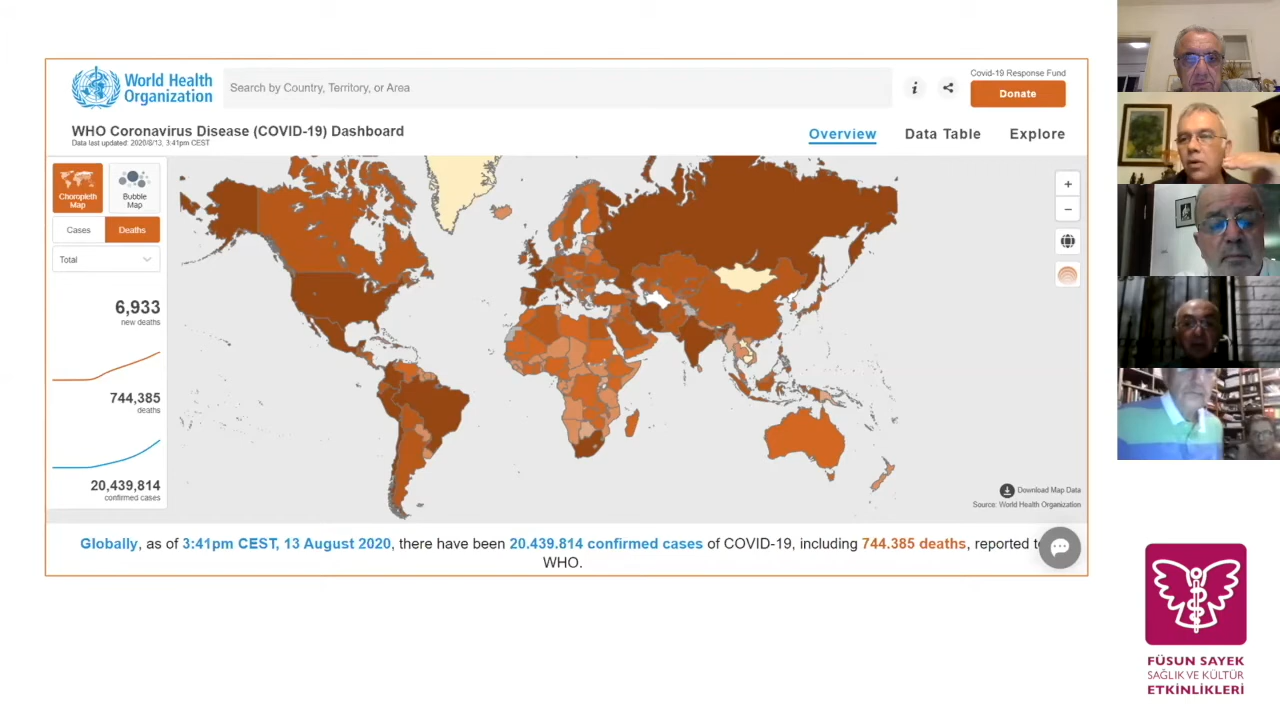 World Health
Organization
Search by Country, Territory, or Area
i
Covid-19 Response Fund
Donate
WHO Coronavirus Disease (COVID-19) Dashboard
Data last updated 2020/8/13, 3:41pm CEST
Overview
Data Table
Explore
Choropleth
Map
Bubble
Map
Cases
Deaths
Total
6,933
new deaths
744,385
deaths
20,439,814
confirmed cases
+
−
Download Map Data
Source: World Health Organization
Globally, as of 3:41pm CEST, 13 August 2020, there have been 20.439.814 confirmed cases of COVID-19, including 744.385 deaths, reported t
WHO.
FÜSUN SAYEK
SAĞLIK VE KÜLTÜR
ETKİNLİKLERİ